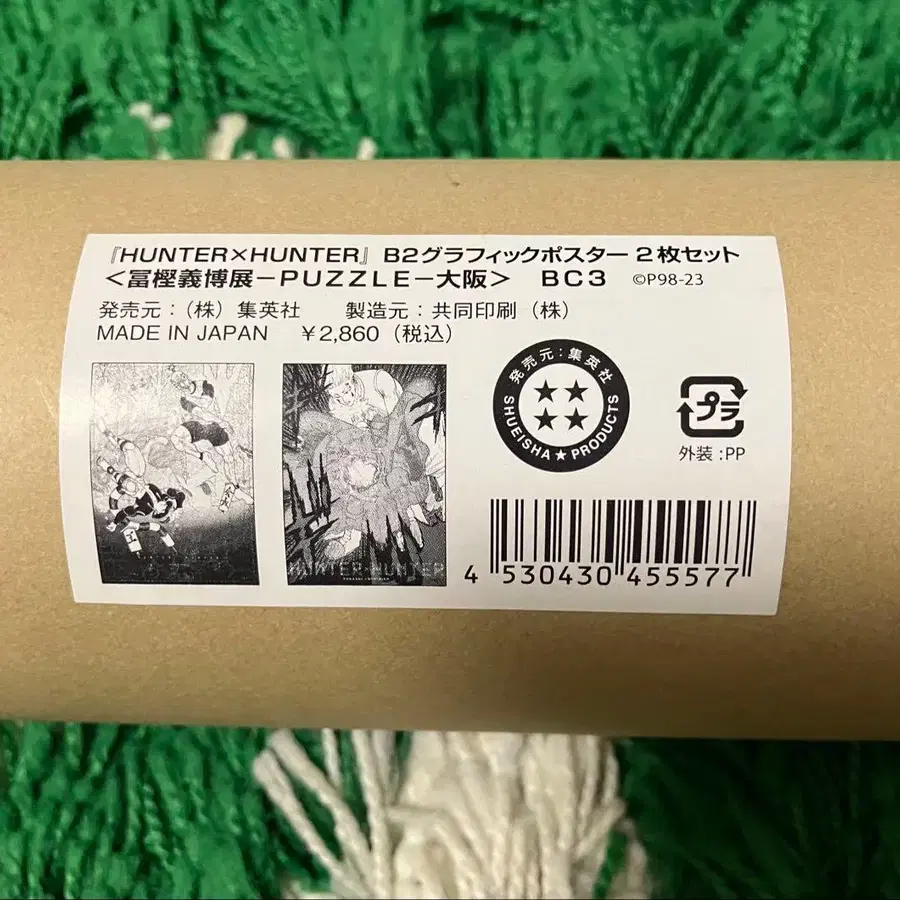 『HUNTER×HUNTER』 B2グラフィックポスター 2枚セット
<冨樫義博展−PUZZLE−大阪> BC3 ©P98-23
発売元:(株)集英社 製造元:共同印刷(株)
MADE IN JAPAN ¥2,860(税込)
発売元:集英社
SHUEISHA★PRODUCTS
プラ
外装:PP
HUNTER×HUNTER
4 530430 455577